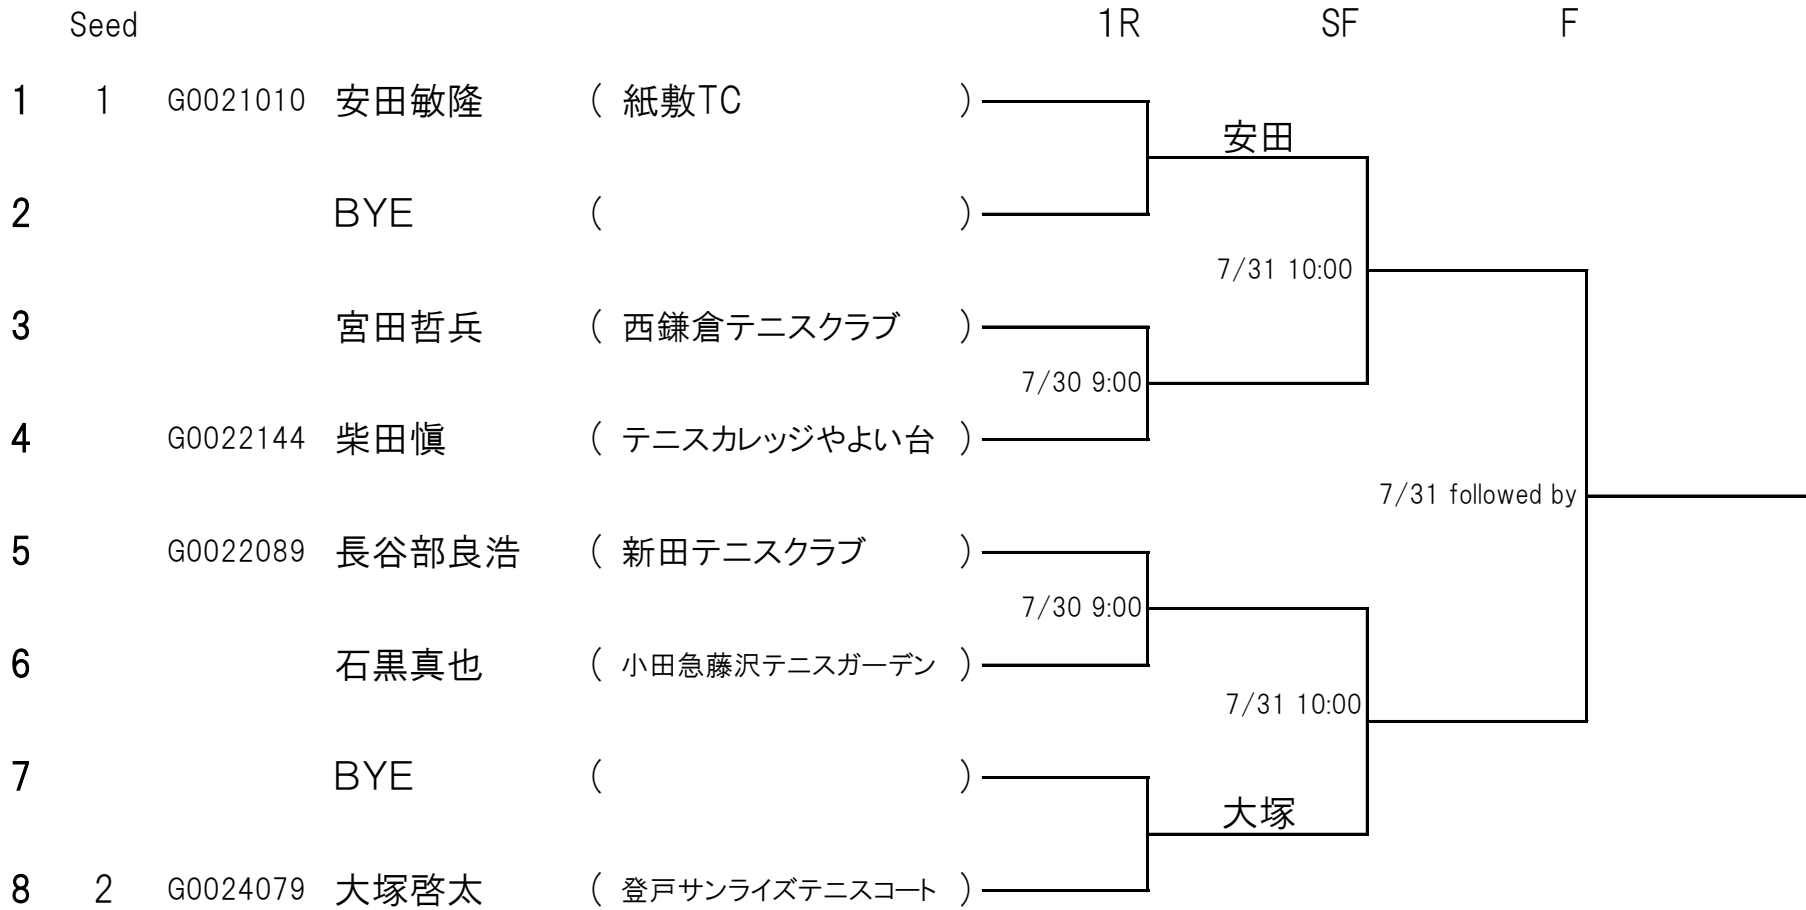 Seed 1R SF F
1 1 G0021010 安田敏隆 ( 紙敷TC )
安田
2 BYE ( )
7/31 10:00
3 宮田哲兵 ( 西鎌倉テニスクラブ )
7/30 9:00
4 G0022144 柴田愼 ( テニスカレッジやよい台 )
7/31 followed by
5 G0022089 長谷部良浩 ( 新田テニスクラブ )
7/30 9:00
6 石黒真也 ( 小田急藤沢テニスガーデン )
7/31 10:00
7 BYE ( )
大塚
8 2 G0024079 大塚啓太 ( 登戸サンライズテニスコート )